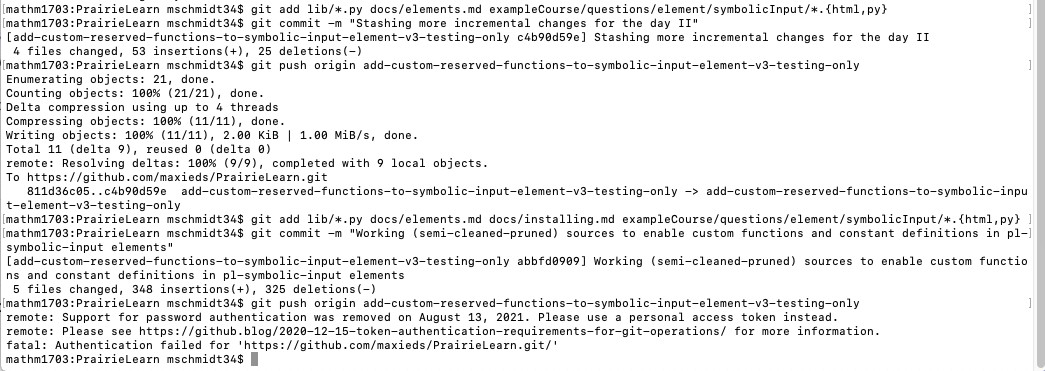 mathm1703:PrairieLearn mschmidt34$ git add lib/*.py docs/elements.md exampleCourse/questions/element/symbolicInput/*.{html,py}
[mathm1703:PrairieLearn mschmidt34$ git commit -m "Stashing more incremental changes for the day II" ]
[add-custom-reserved-functions-to-symbolic-input-element-v3-testing-only c4b90d59e] Stashing more incremental changes for the day II
 4 files changed, 53 insertions(+), 25 deletions(-)
[mathm1703:PrairieLearn mschmidt34$ git push origin add-custom-reserved-functions-to-symbolic-input-element-v3-testing-only ]
Enumerating objects: 21, done.
Counting objects: 100% (21/21), done.
Delta compression using up to 4 threads
Compressing objects: 100% (11/11), done.
Writing objects: 100% (11/11), 2.00 KiB | 1.00 MiB/s, done.
Total 11 (delta 9), reused 0 (delta 0)
remote: Resolving deltas: 100% (9/9), completed with 9 local objects.
To https://github.com/maxieds/PrairieLearn.git
   811d36c05..c4b90d59e  add-custom-reserved-functions-to-symbolic-input-element-v3-testing-only -> add-custom-reserved-functions-to-symbolic-inpu
t-element-v3-testing-only
[mathm1703:PrairieLearn mschmidt34$ git add lib/*.py docs/elements.md docs/installing.md exampleCourse/questions/element/symbolicInput/*.{html,py} ]
[mathm1703:PrairieLearn mschmidt34$ git commit -m "Working (semi-cleaned-pruned) sources to enable custom functions and constant definitions in pl-]
symbolic-input elements"
[add-custom-reserved-functions-to-symbolic-input-element-v3-testing-only abbfd0909] Working (semi-cleaned-pruned) sources to enable custom functio
ns and constant definitions in pl-symbolic-input elements
 5 files changed, 348 insertions(+), 325 deletions(-)
[mathm1703:PrairieLearn mschmidt34$ git push origin add-custom-reserved-functions-to-symbolic-input-element-v3-testing-only ]
remote: Support for password authentication was removed on August 13, 2021. Please use a personal access token instead.
remote: Please see https://github.blog/2020-12-15-token-authentication-requirements-for-git-operations/ for more information.
fatal: Authentication failed for 'https://github.com/maxieds/PrairieLearn.git/'
mathm1703:PrairieLearn mschmidt34$